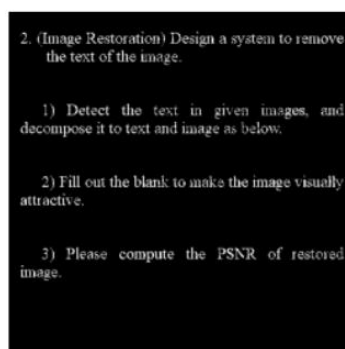 2. (Image Restoration) Design a system to remove
the text of the image.
1) Detect the text in given images, and
decompose it to text and image as below.
2) Fill out the blank to make the image visually
attractive.
3) Please compute the PSNR of restored
image.